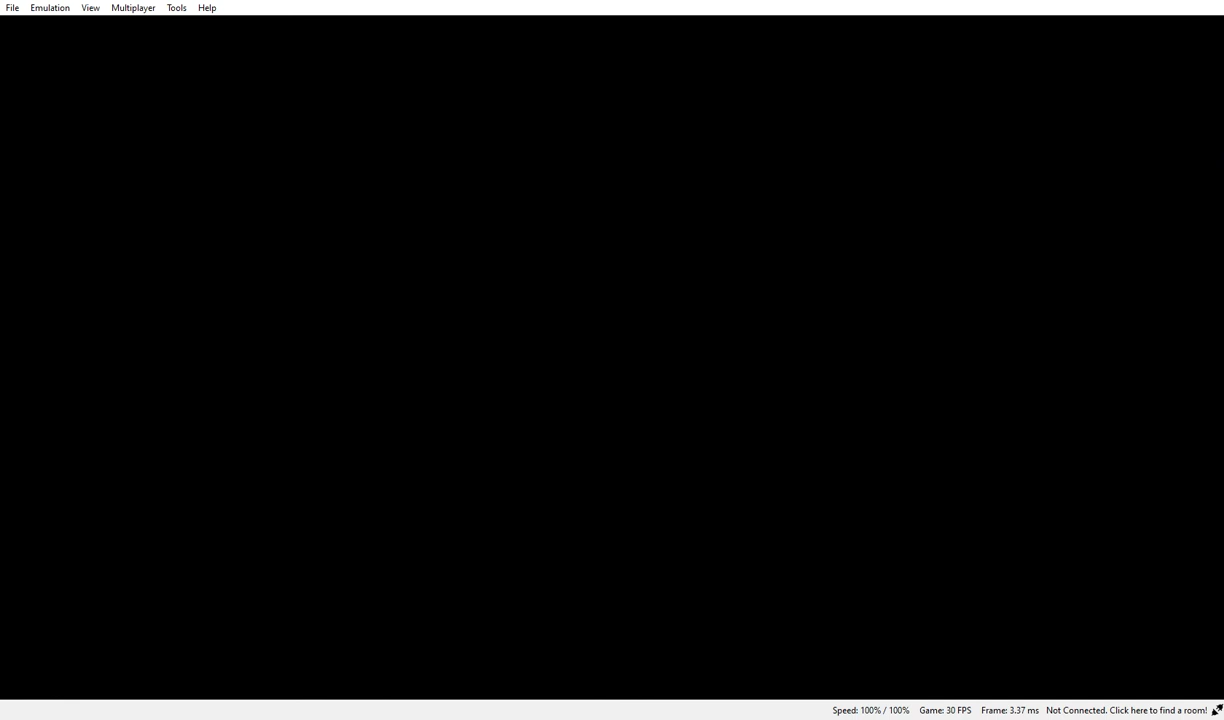 File Emulation View Multiplayer Tools Help
Speed: 100% / 100% Game: 30 FPS Frame: 3.37 ms Not Connected. Click here to find a room!